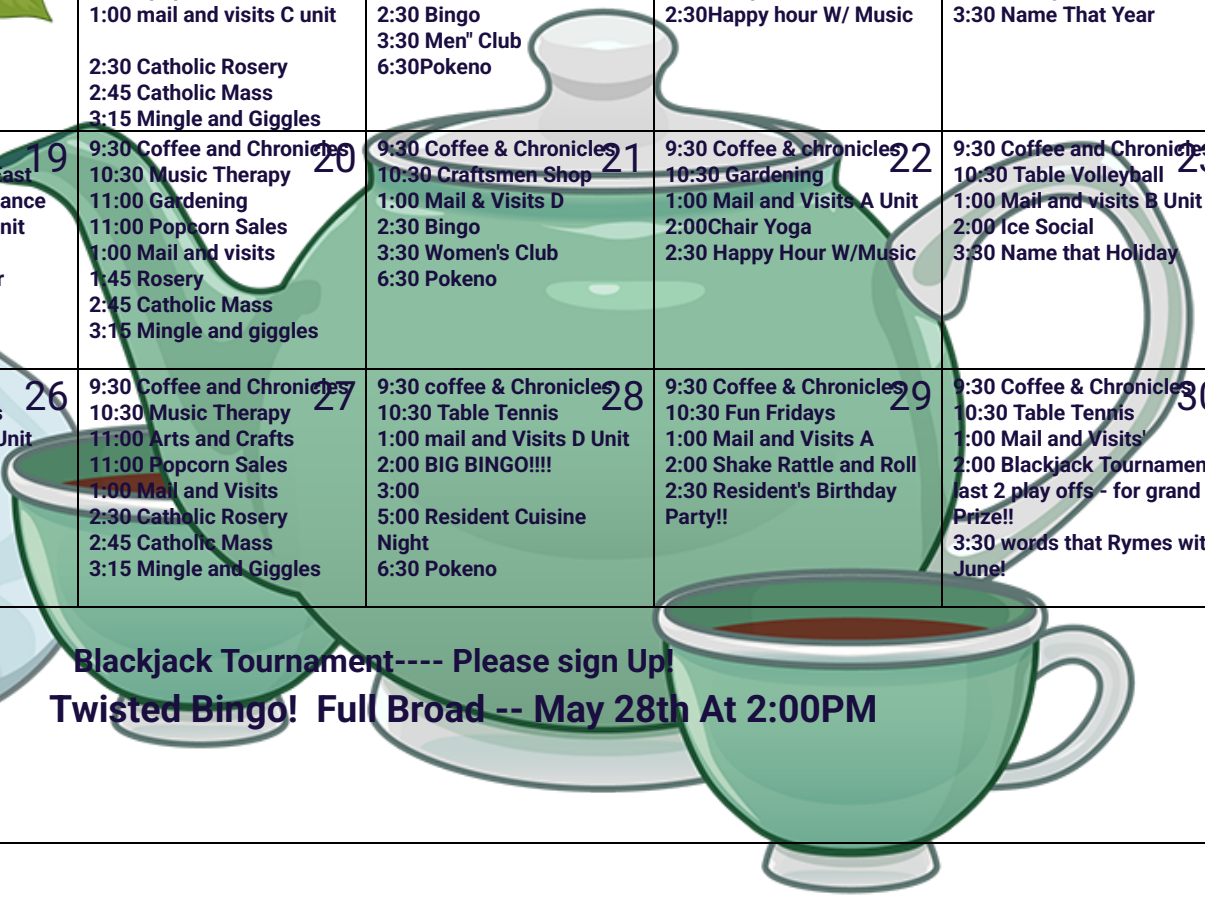 1:00 mail and visits C unit
2:30 Catholic Rosery
2:45 Catholic Mass
3:15 Mingle and Giggles
2:30 Bingo
3:30 Men" Club
6:30Pokeno
2:30Happy hour W/ Music
3:30 Name That Year
19
ast
ance
nit
r
20
9:30 Coffee and Chronicles
10:30 Music Therapy
11:00 Gardening
11:00 Popcorn Sales
1:00 Mail and visits
1:45 Rosery
2:45 Catholic Mass
3:15 Mingle and giggles
21
9:30 Coffee & Chronicles
10:30 Craftsmen Shop
1:00 Mail & Visits D
2:30 Bingo
3:30 Women's Club
6:30 Pokeno
22
9:30 Coffee & chronicles
10:30 Gardening
1:00 Mail and Visits A Unit
2:00Chair Yoga
2:30 Happy Hour W/Music
9:30 Coffee and Chronicles
10:30 Table Volleyball
1:00 Mail and visits B Unit
2:00 Ice Social
3:30 Name that Holiday
26
s
Unit
27
9:30 Coffee and Chronicles
10:30 Music Therapy
11:00 Arts and Crafts
11:00 Popcorn Sales
1:00 Mail and Visits
2:30 Catholic Rosery
2:45 Catholic Mass
3:15 Mingle and Giggles
28
9:30 coffee & Chronicles
10:30 Table Tennis
1:00 mail and Visits D Unit
2:00 BIG BINGO!!!!
3:00
5:00 Resident Cuisine
Night
6:30 Pokeno
29
9:30 Coffee & Chronicles
10:30 Fun Fridays
1:00 Mail and Visits A
2:00 Shake Rattle and Roll
2:30 Resident's Birthday
Party!!
30
9:30 Coffee & Chronicles
10:30 Table Tennis
1:00 Mail and Visits'
2:00 Blackjack Tournamen
last 2 play offs - for grand
Prize!!
3:30 words that Rymes wit
June!
Blackjack Tournament---- Please sign Up!
Twisted Bingo!  Full Broad -- May 28th At 2:00PM